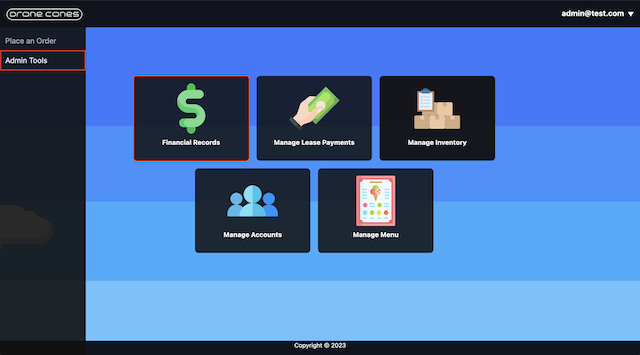 Drone Cones
admin@test.com
Place an Order
Admin Tools
Financial Records
Manage Lease Payments
Manage Inventory
Manage Accounts
Manage Menu
Copyright © 2023